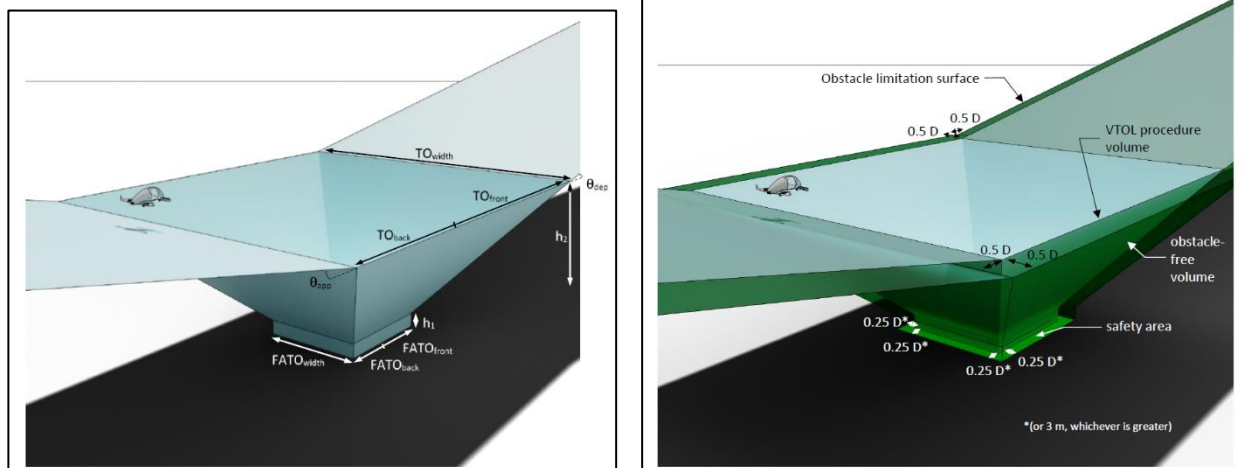 TOwidth
θdep
TOfront
h2
TOback
θapp
h1
FATOfront
FATOwidth
FATOback
Obstacle limitation surface
0.5 D
0.5 D
VTOL procedure
volume
0.5 D
0.5 D
obstacle-
free
volume
0.25 D*
safety area
0.25 D*
0.25 D*
0.25 D*
*(or 3 m, whichever is greater)